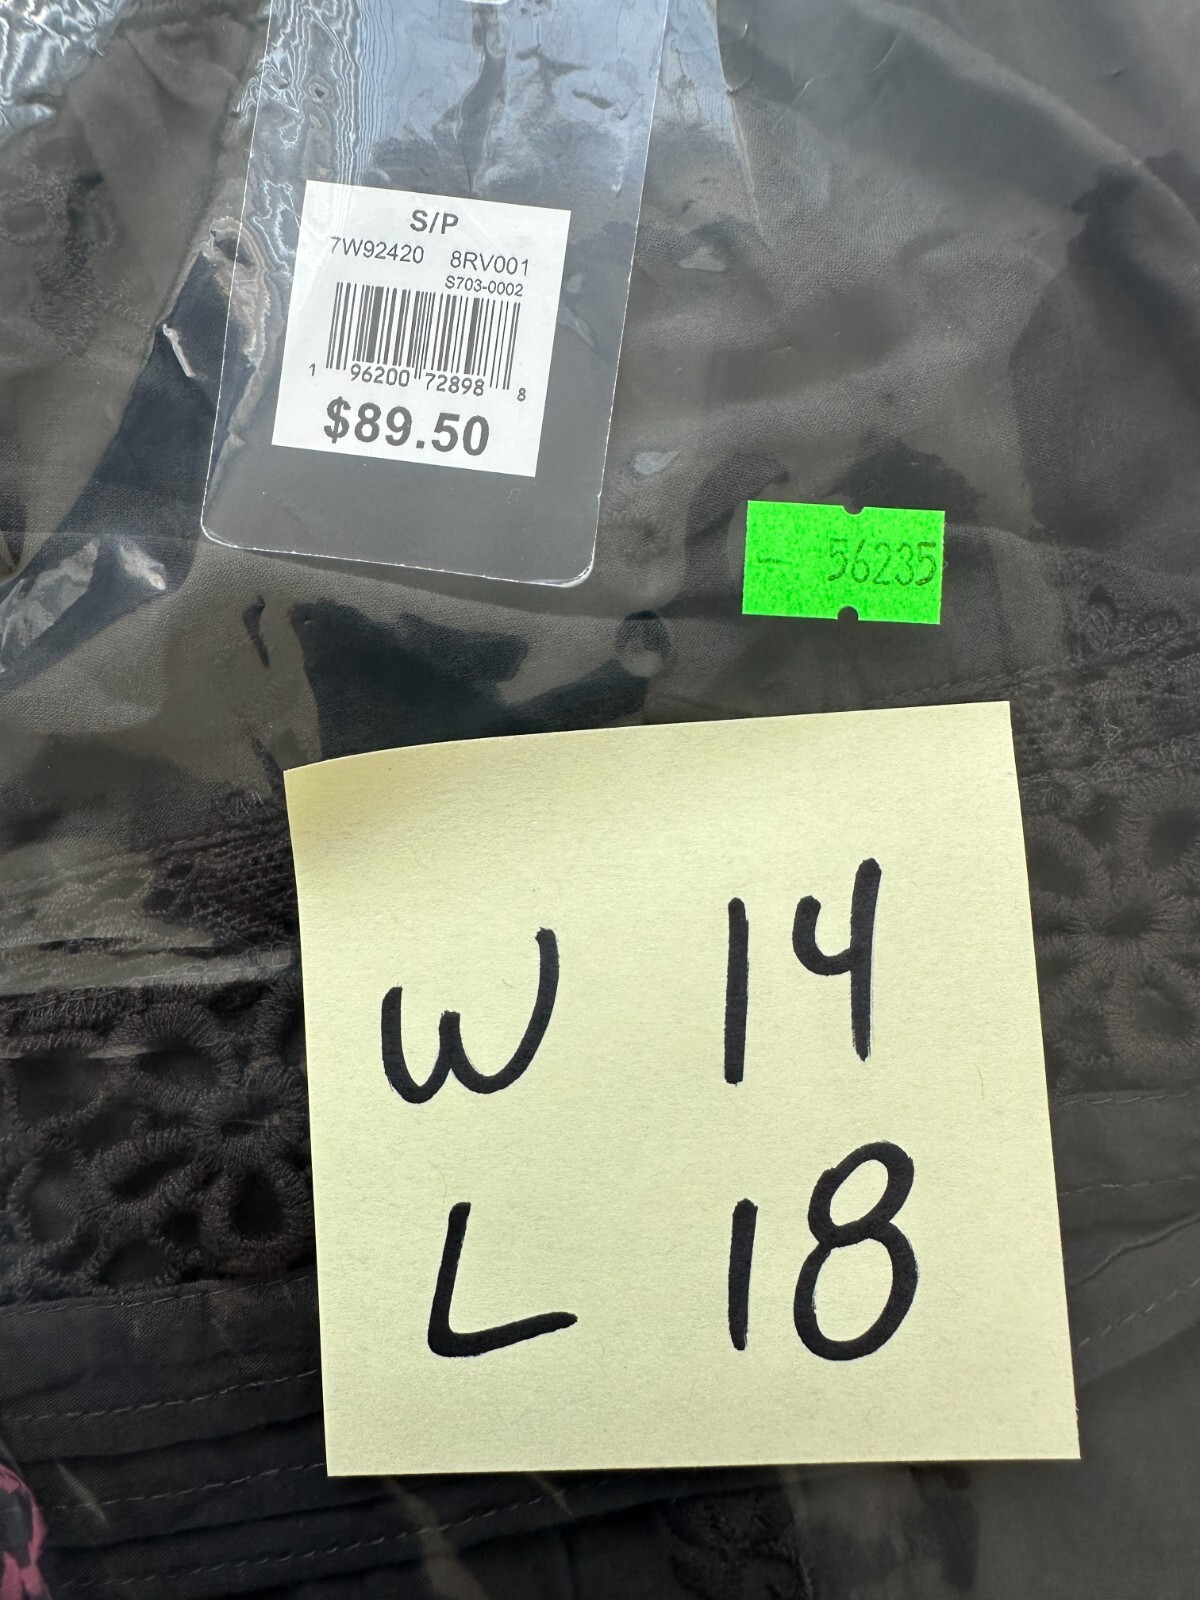 S/P
7W92420 8RV001
S703-0002
1 96200 72898 8
$89.50
- 56235
W 14
L 18